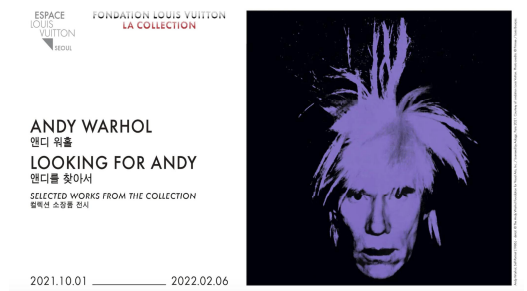 ESPACE
LOUIS
VUITTON
SEOUL
FONDATION LOUIS VUITTON
LA COLLECTION
ANDY WARHOL
앤디 워홀
LOOKING FOR ANDY
앤디를 찾아서
SELECTED WORKS FROM THE COLLECTION
컬렉션 소장품 전시
2021.10.01 2022.02.06